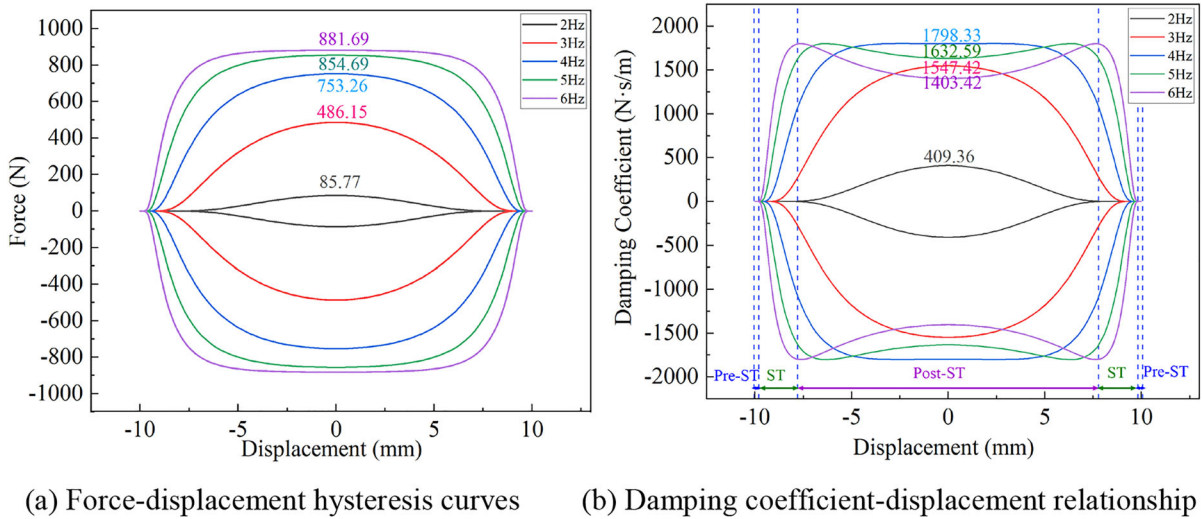 1000
800
600
400
200
0
-200
-400
-600
-800
-1000
Force (N)
-10
-5
0
5
10
Displacement (mm)
2Hz
3Hz
4Hz
5Hz
6Hz
881.69
854.69
753.26
486.15
85.77
(a) Force-displacement hysteresis curves
2000
1500
1000
500
0
-500
-1000
-1500
-2000
Damping Coefficient (N·s/m)
-10
-5
0
5
10
Displacement (mm)
2Hz
3Hz
4Hz
5Hz
6Hz
1798.33
1632.59
1547.42
1403.42
409.36
Pre-ST
ST
Post-ST
ST
Pre-ST
(b) Damping coefficient-displacement relationship